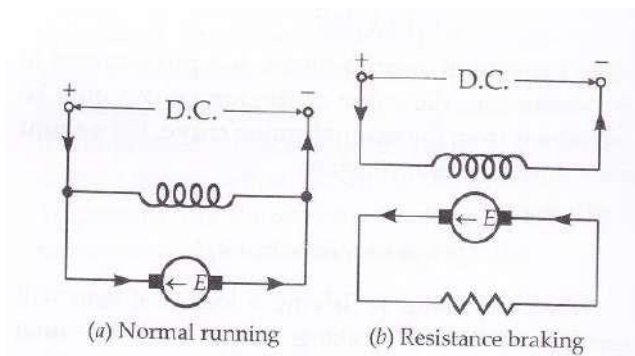 + −
D.C.
E
(a) Normal running
+ −
D.C.
E
(b) Resistance braking